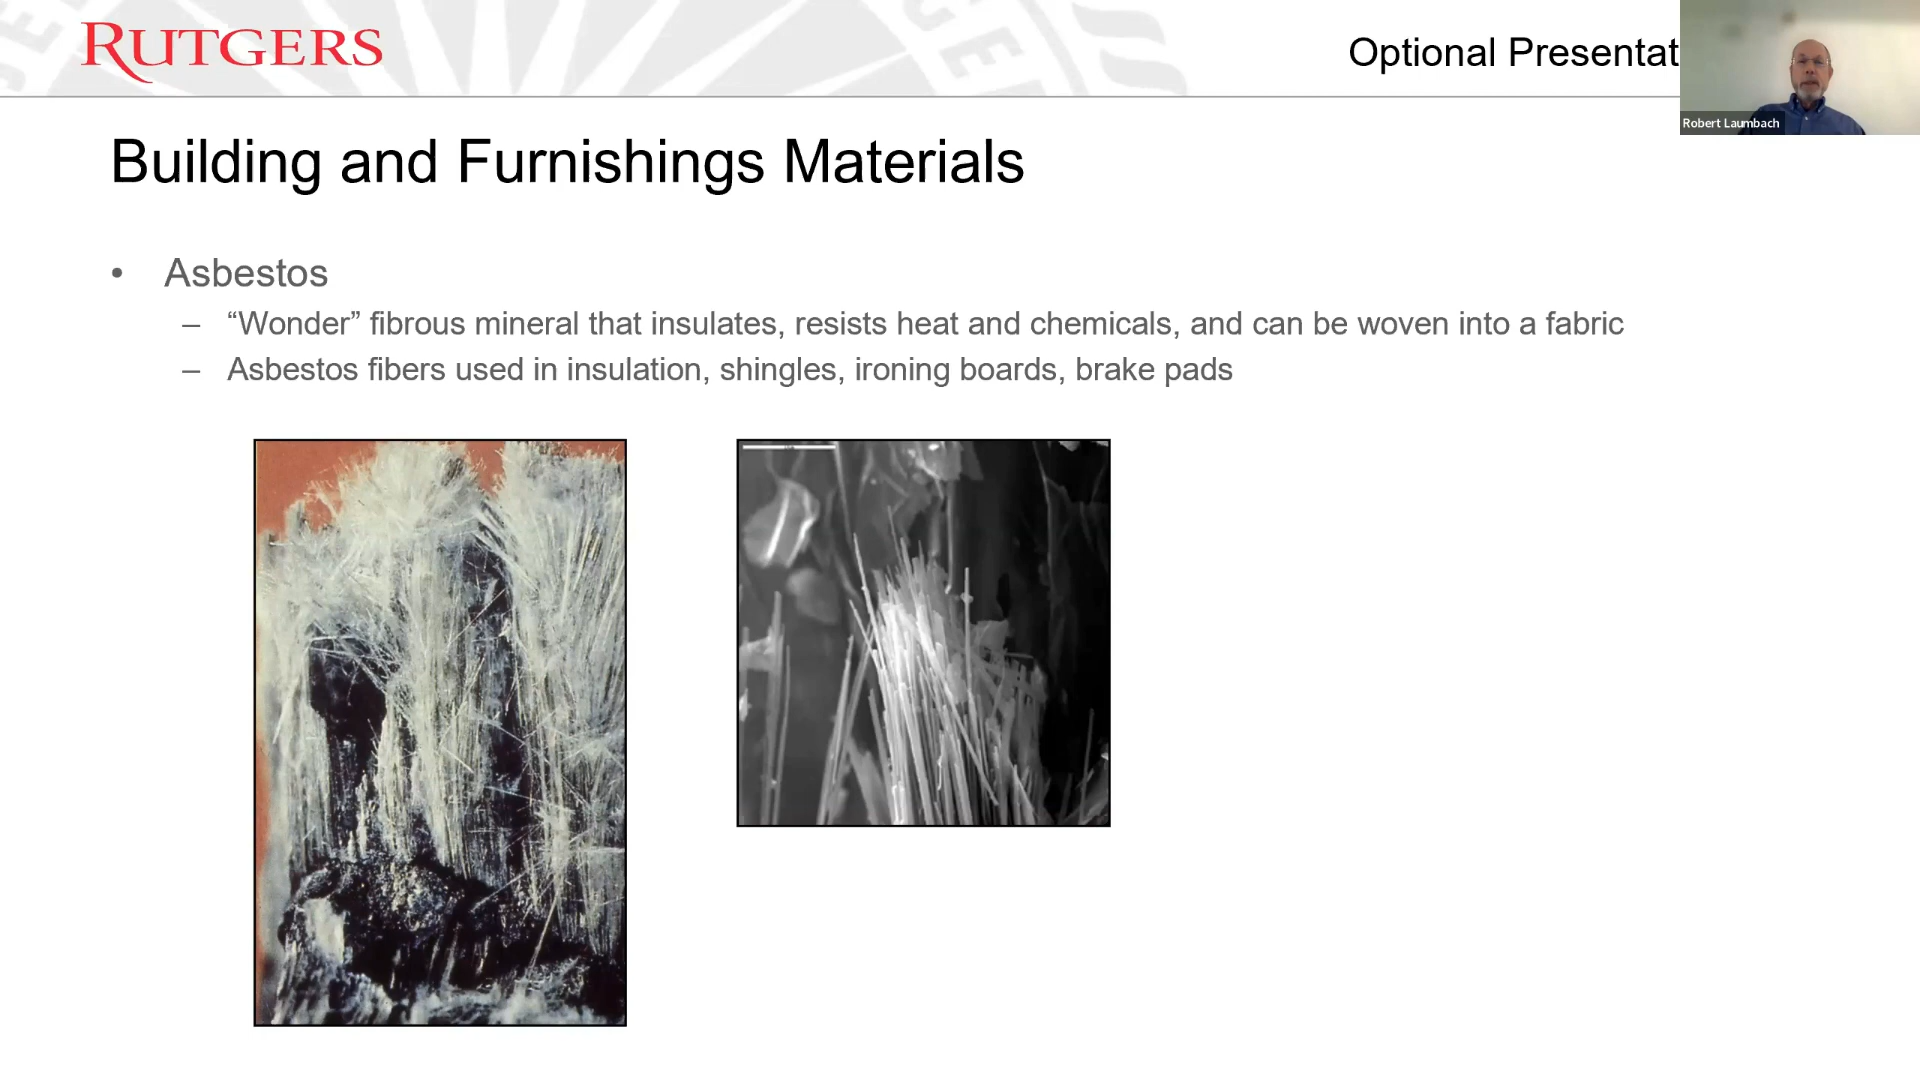 RUTGERS
Optional Presentat
Robert Laumbach
Building and Furnishings Materials
• Asbestos
– “Wonder” fibrous mineral that insulates, resists heat and chemicals, and can be woven into a fabric
– Asbestos fibers used in insulation, shingles, ironing boards, brake pads